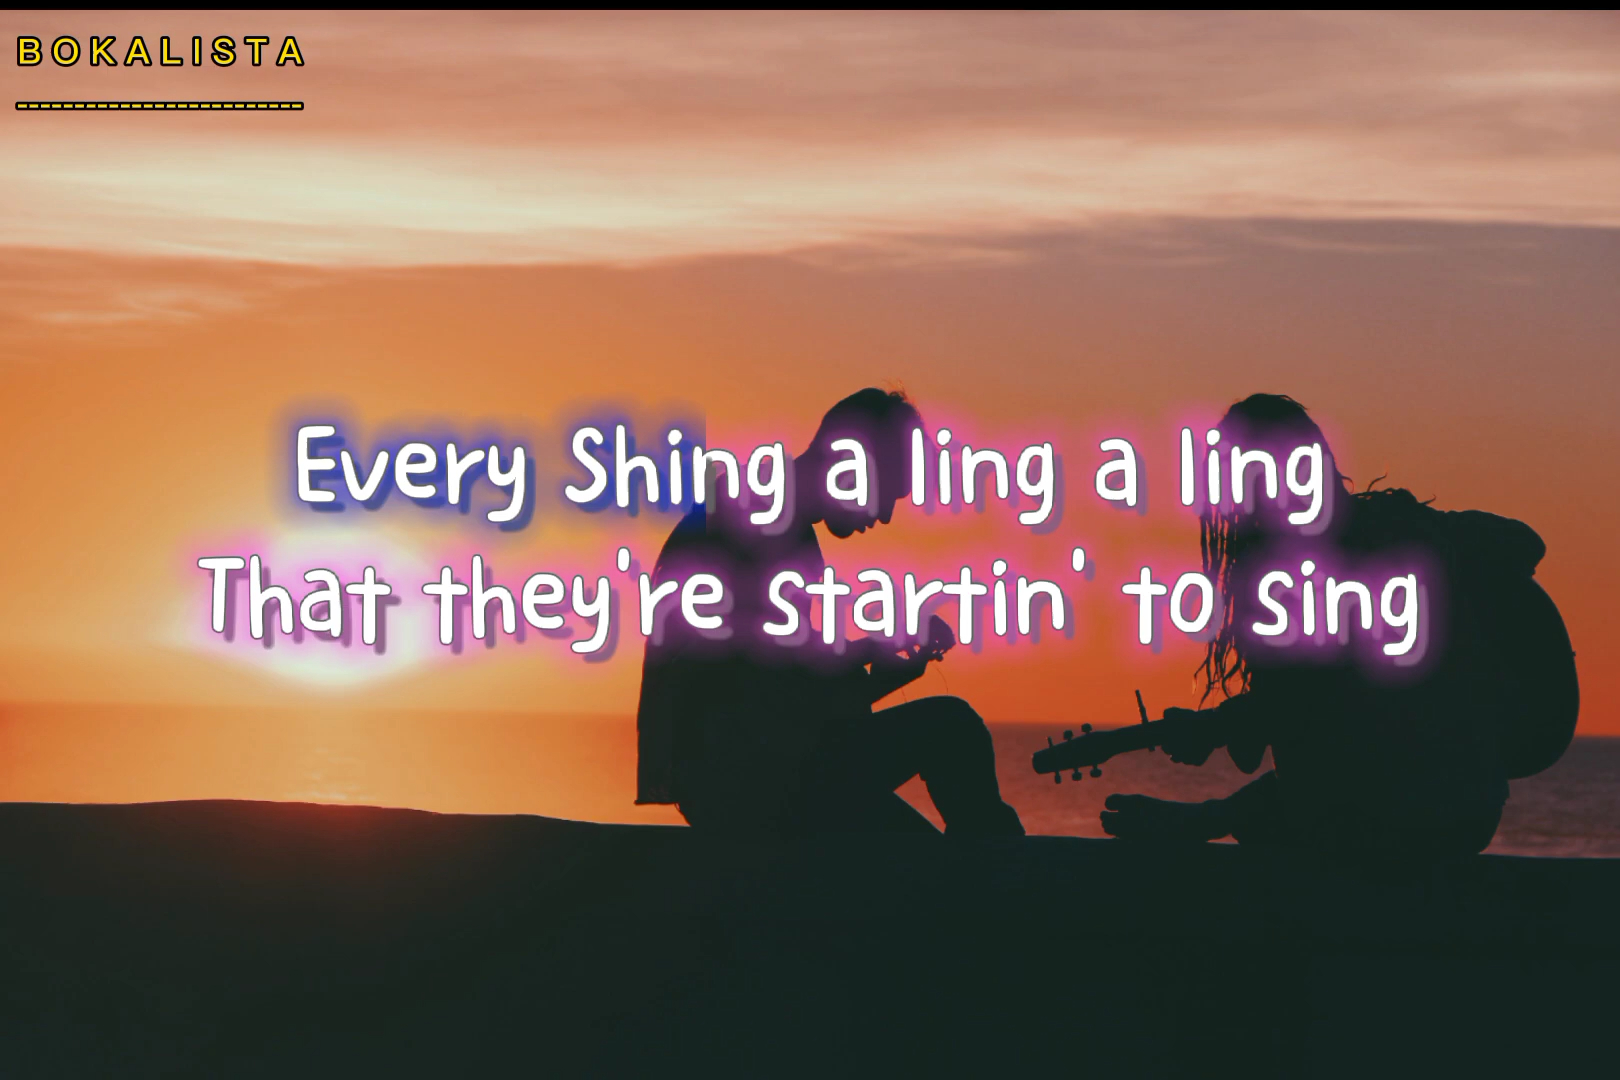 BOKALISTA
-------------------------
Every Shing a ling a ling
That they're startin' to sing